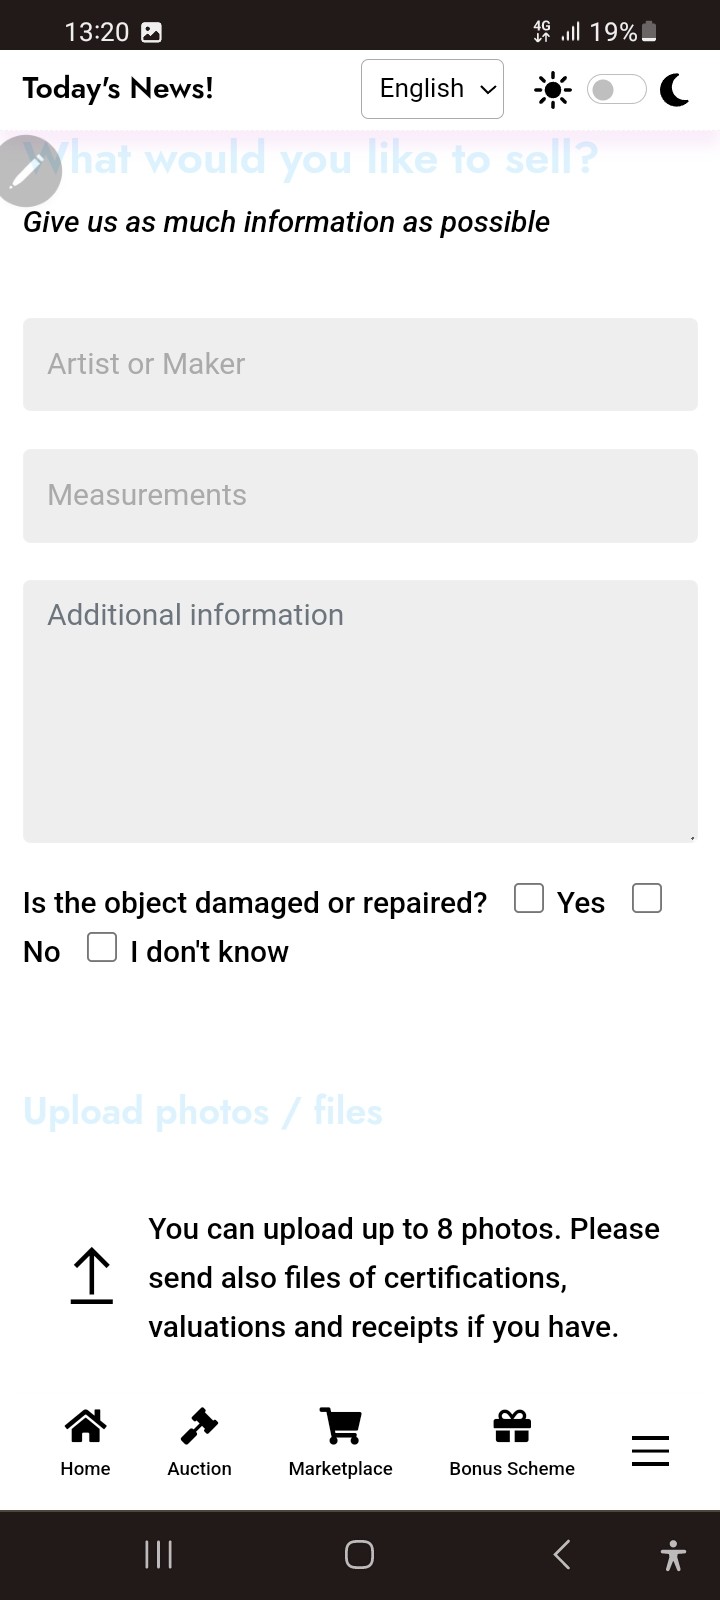 13:20 4G 19%
Today's News! English
What would you like to sell?
Give us as much information as possible
Artist or Maker
Measurements
Additional information
Is the object damaged or repaired? Yes
No I don't know
Upload photos / files
You can upload up to 8 photos. Please
send also files of certifications,
valuations and receipts if you have.
Home Auction Marketplace Bonus Scheme